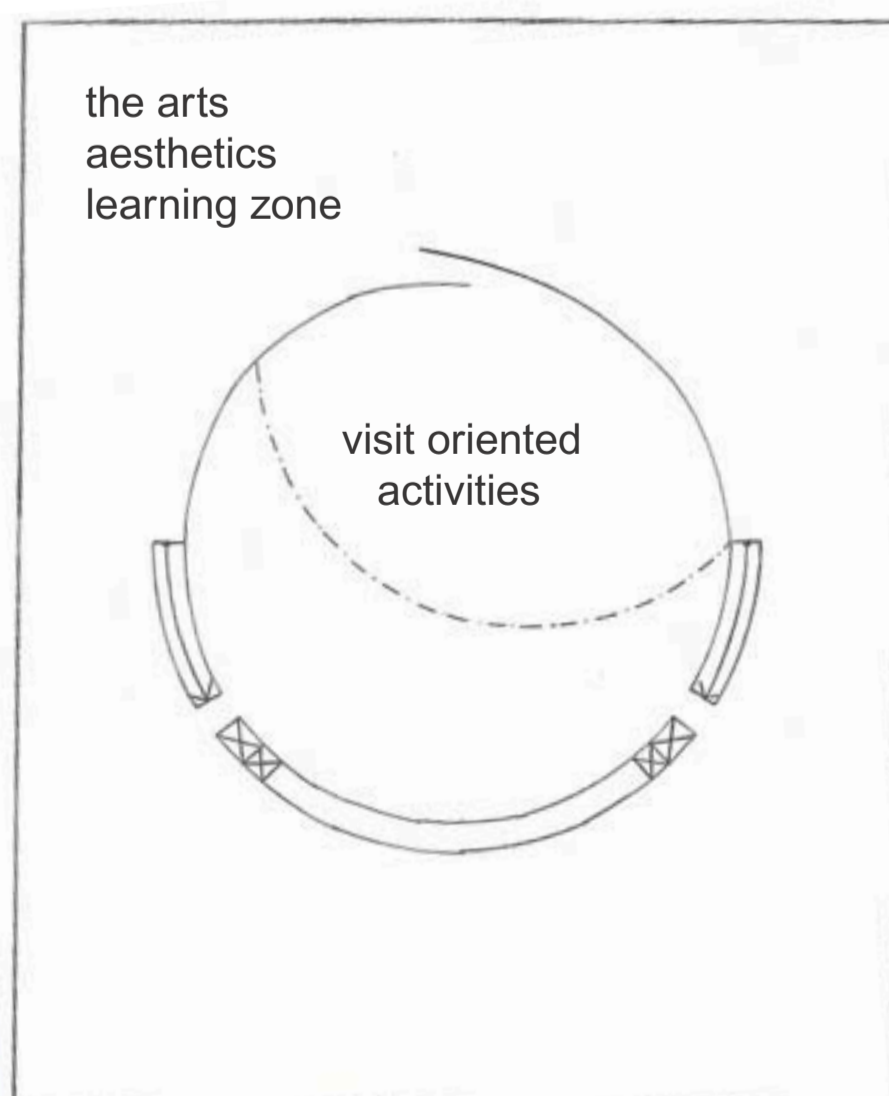 the arts
aesthetics
learning zone
visit oriented
activities